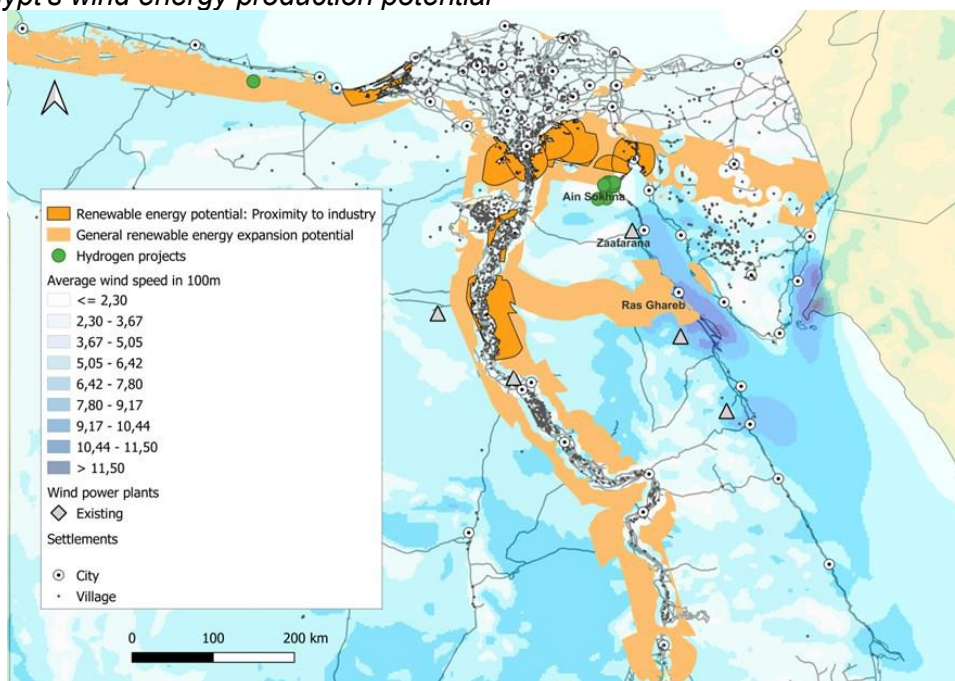 ypt's wind energy production potential
Ain Sokhna
Zaafarana
Ras Ghareb
Renewable energy potential: Proximity to industry
General renewable energy expansion potential
Hydrogen projects
Average wind speed in 100m
<= 2,30
2,30 - 3,67
3,67 - 5,05
5,05 - 6,42
6,42 - 7,80
7,80 - 9,17
9,17 - 10,44
10,44 - 11,50
> 11,50
Wind power plants
Existing
Settlements
City
Village
0 100 200 km